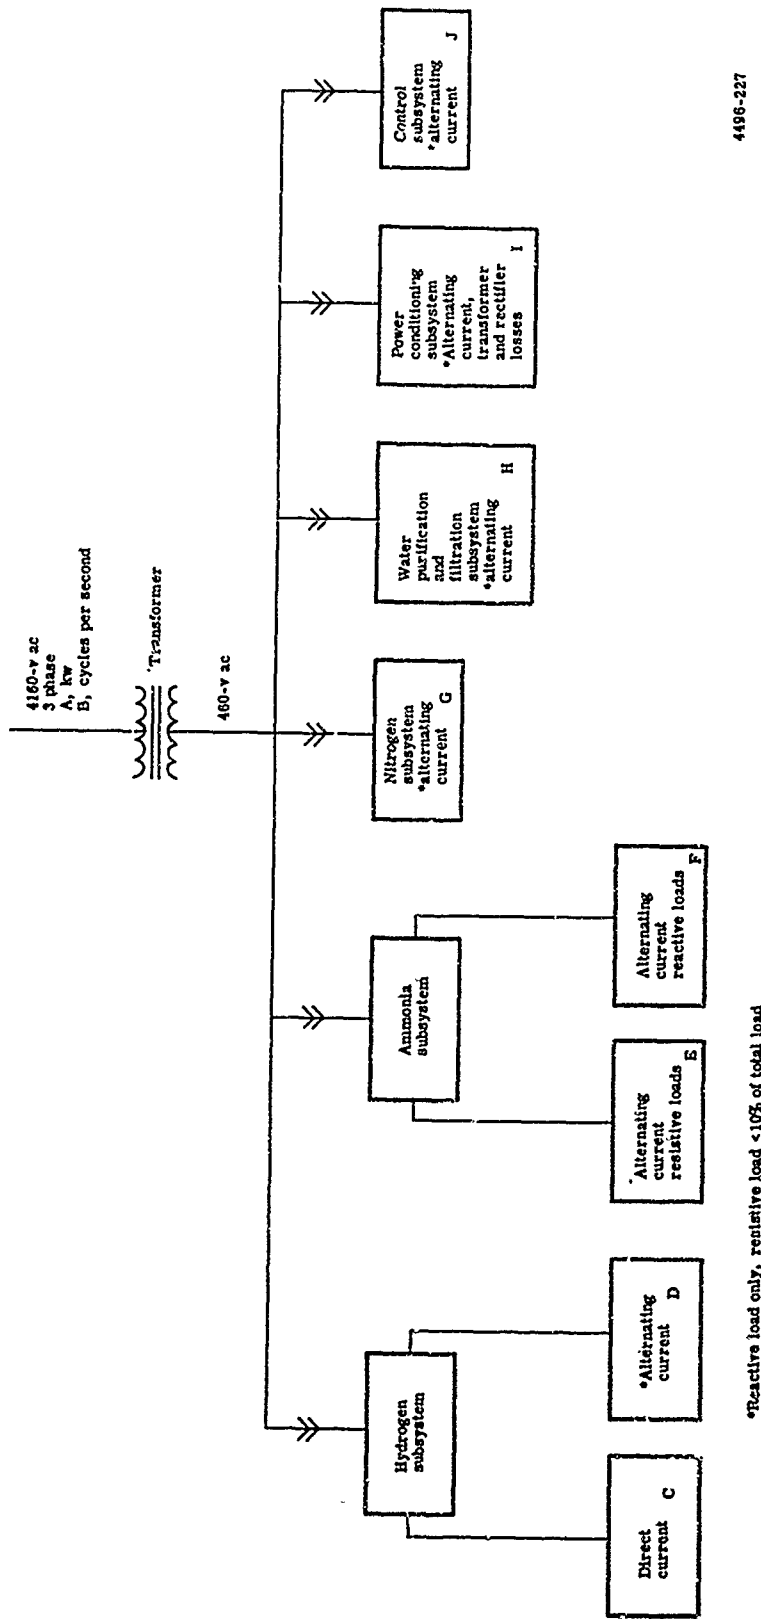 4160-v ac
3 phase
A, kw
B, cycles per second
Transformer
460-v ac
Hydrogen
subsystem
Ammonia
subsystem
Nitrogen
subsystem
*alternating
current G
Water
purification
and
filtration
subsystem
*alternating
current H
Power
conditioning
subsystem
*Alternating
current,
transformer
and rectifier
losses I
Control
subsystem
*alternating
current J
Direct
current C
*Alternating
current D
Alternating
current
resistive loads
E
Alternating
current
reactive loads
F
*Reactive load only, resistive load <10% of total load
4496-227